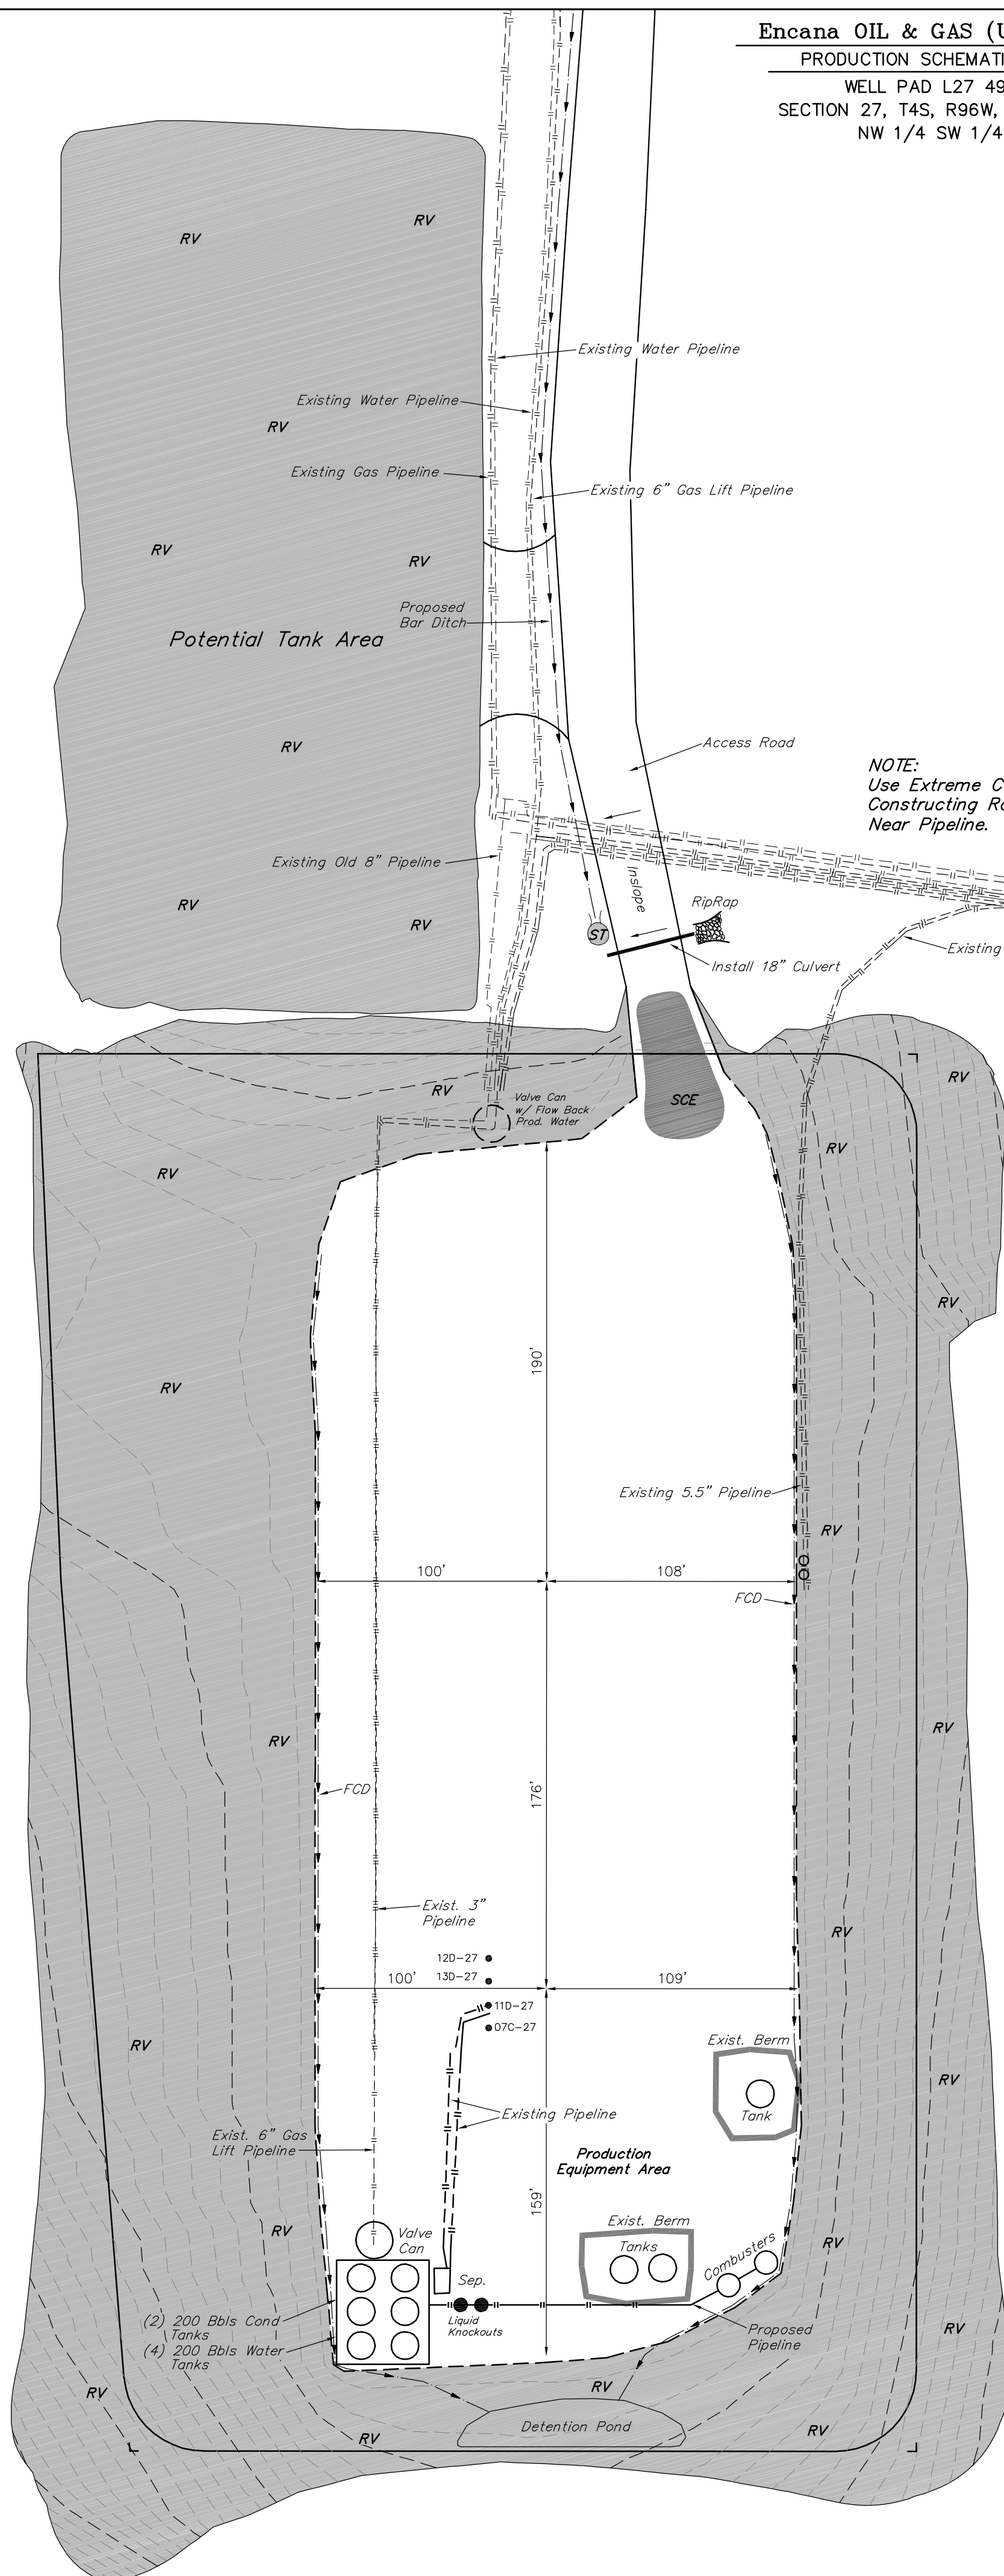 Encana OIL & GAS (U
PRODUCTION SCHEMATI
WELL PAD L27 49
SECTION 27, T4S, R96W,
NW 1/4 SW 1/4
RV
RV
Existing Water Pipeline
Existing Water Pipeline
RV
Existing Gas Pipeline
Existing 6" Gas Lift Pipeline
RV
RV
Proposed
Bar Ditch
Potential Tank Area
RV
Access Road
NOTE:
Use Extreme C
Constructing Ro
Near Pipeline.
Existing Old 8" Pipeline
Inslope
RipRap
RV
RV
ST
Existing
Install 18" Culvert
RV
RV
SCE
Valve Can
w/ Flow Back
Prod. Water
RV
RV
RV
190'
RV
Existing 5.5" Pipeline
RV
100'
108'
FCD
RV
RV
FCD
176'
Exist. 3"
Pipeline
RV
12D-27
13D-27
100'
109'
11D-27
07C-27
RV
Exist. Berm
RV
Tank
Existing Pipeline
Exist. 6" Gas
Lift Pipeline
Production
Equipment Area
159'
RV
Valve
Can
Exist. Berm
Tanks
Combusters
RV
Sep.
(2) 200 Bbls Cond
Tanks
(4) 200 Bbls Water
Tanks
Liquid
Knockouts
Proposed
Pipeline
RV
RV
RV
Detention Pond
RV
RV